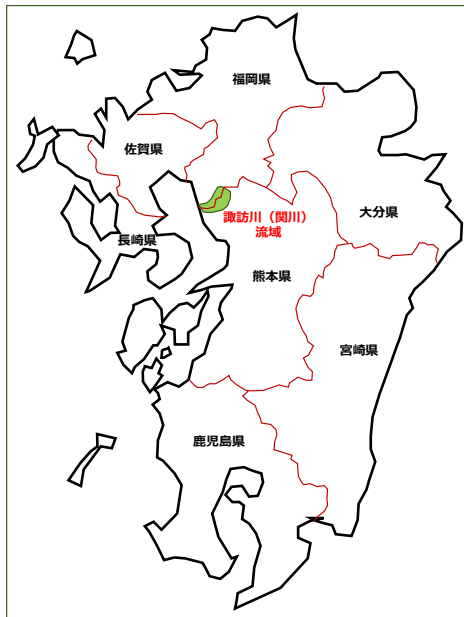 福岡県
佐賀県
大分県
諏訪川（関川）
流域
長崎県
熊本県
宮崎県
鹿児島県